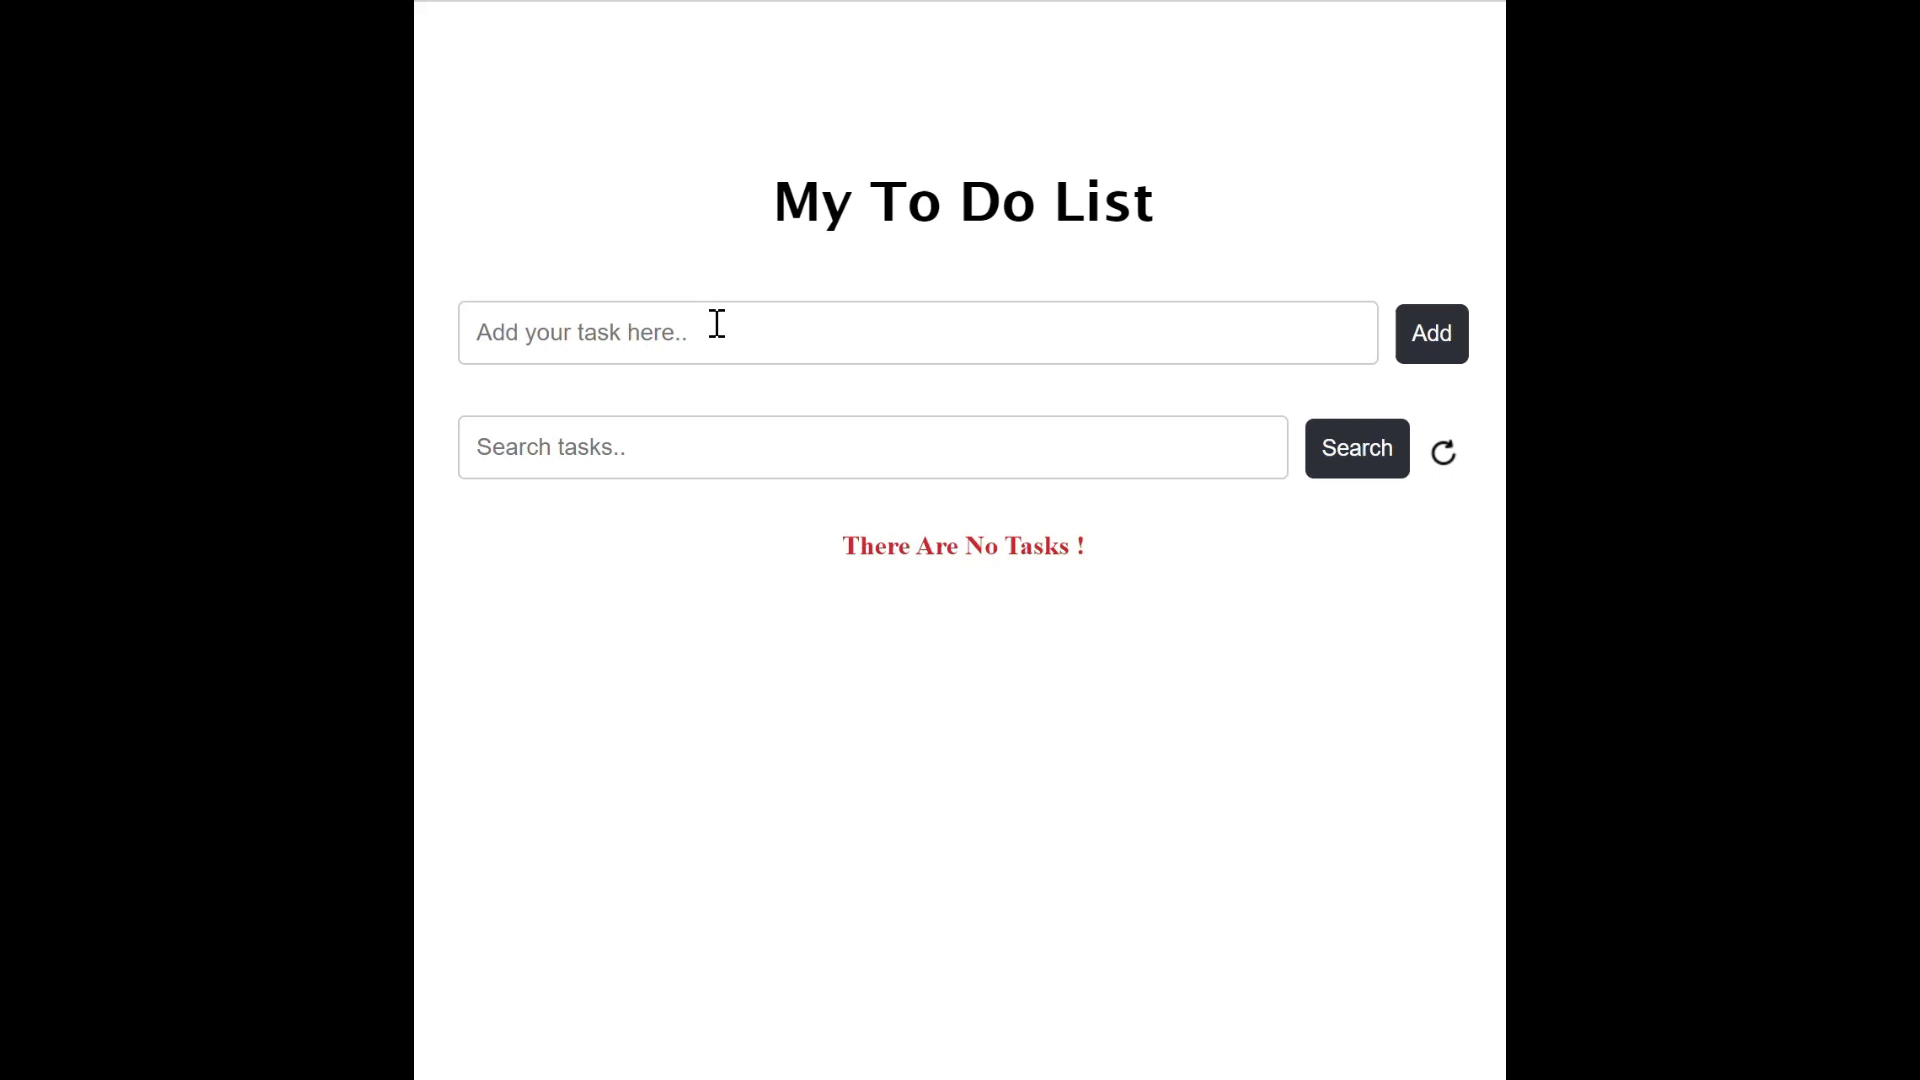 My To Do List
Add your task here..
Add
Search tasks..
Search
There Are No Tasks !